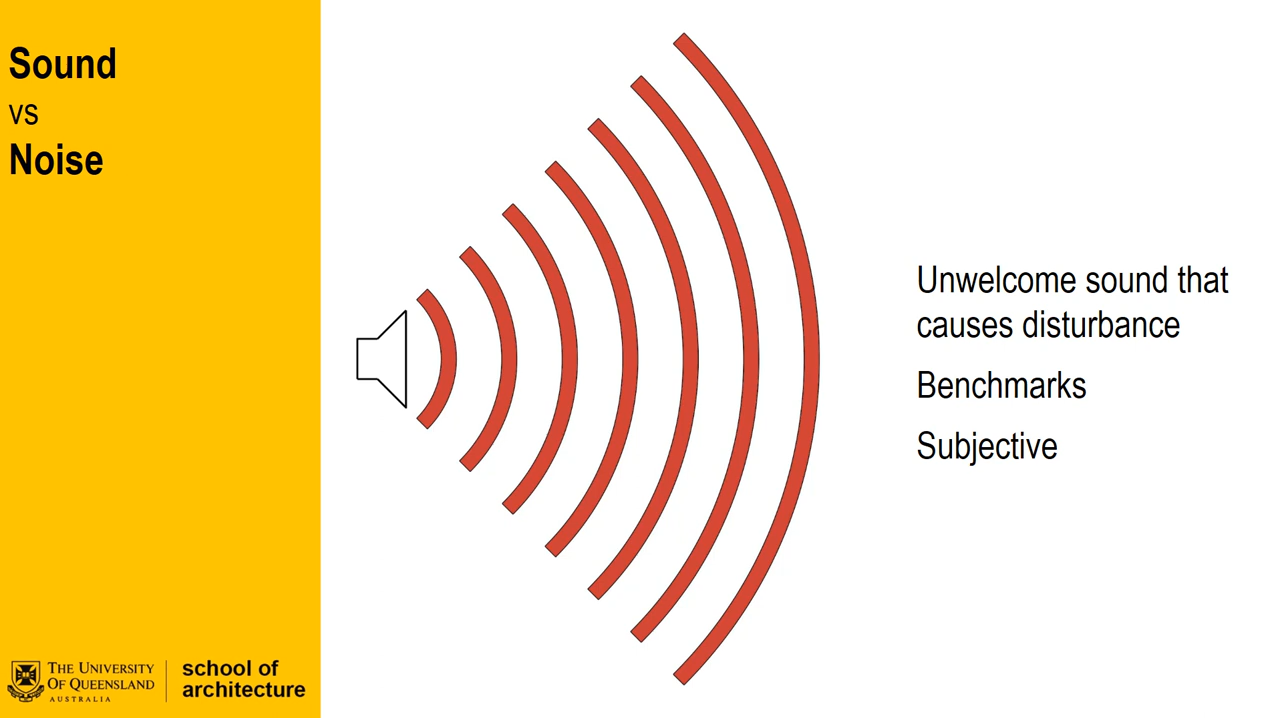 Sound
vs
Noise
Unwelcome sound that
causes disturbance
Benchmarks
Subjective
THE UNIVERSITY
OF QUEENSLAND
AUSTRALIA
school of
architecture